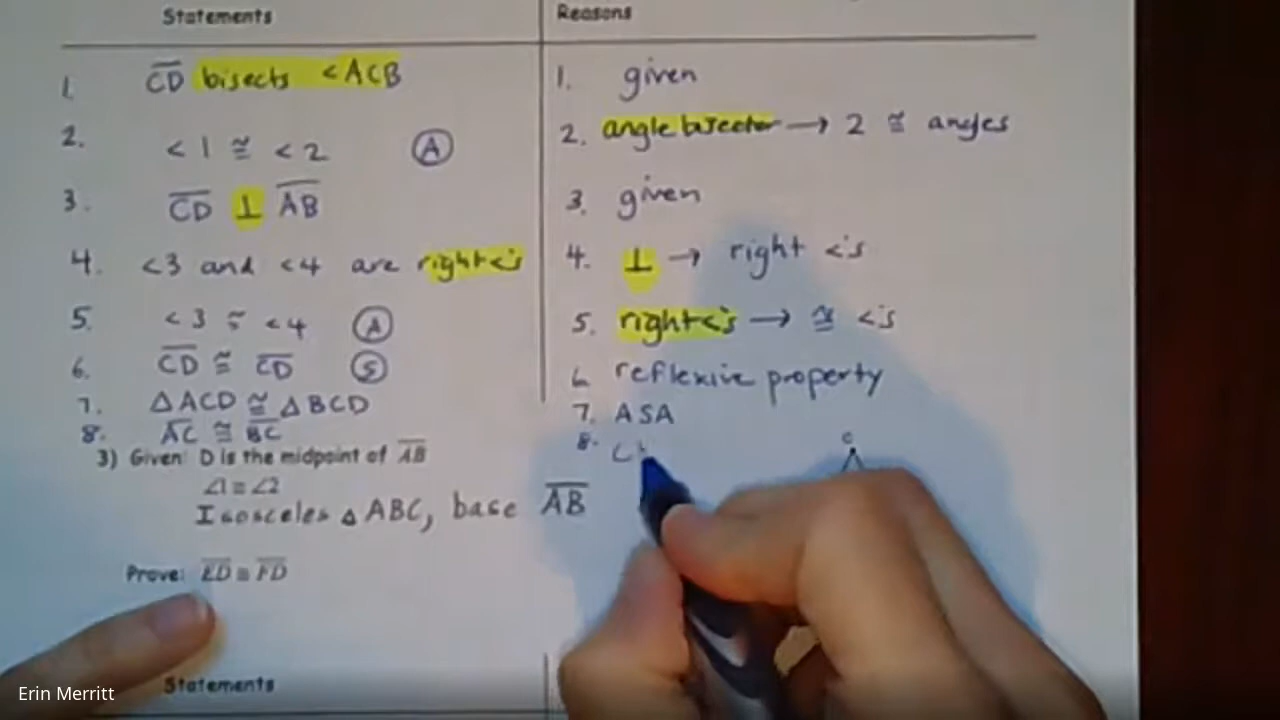 Statements
Reasons
1. CD bisects <ACB
1. given
2. <1 ≅ <2 A
2. angle bisector → 2 ≅ angles
3. CD ⊥ AB
3. given
4. <3 and <4 are right <'s
4. ⊥ → right <'s
5. <3 ≅ <4 A
5. right <'s → ≅ <'s
6. CD ≅ CD S
6. reflexive property
7. △ACD ≅ △BCD
7. ASA
8. AC ≅ BC
8. C
3) Given: D is the midpoint of AB
∠1 ≅ ∠2
Isosceles △ ABC, base AB
C
Prove: ED ≅ FD
Statements
Erin Merritt